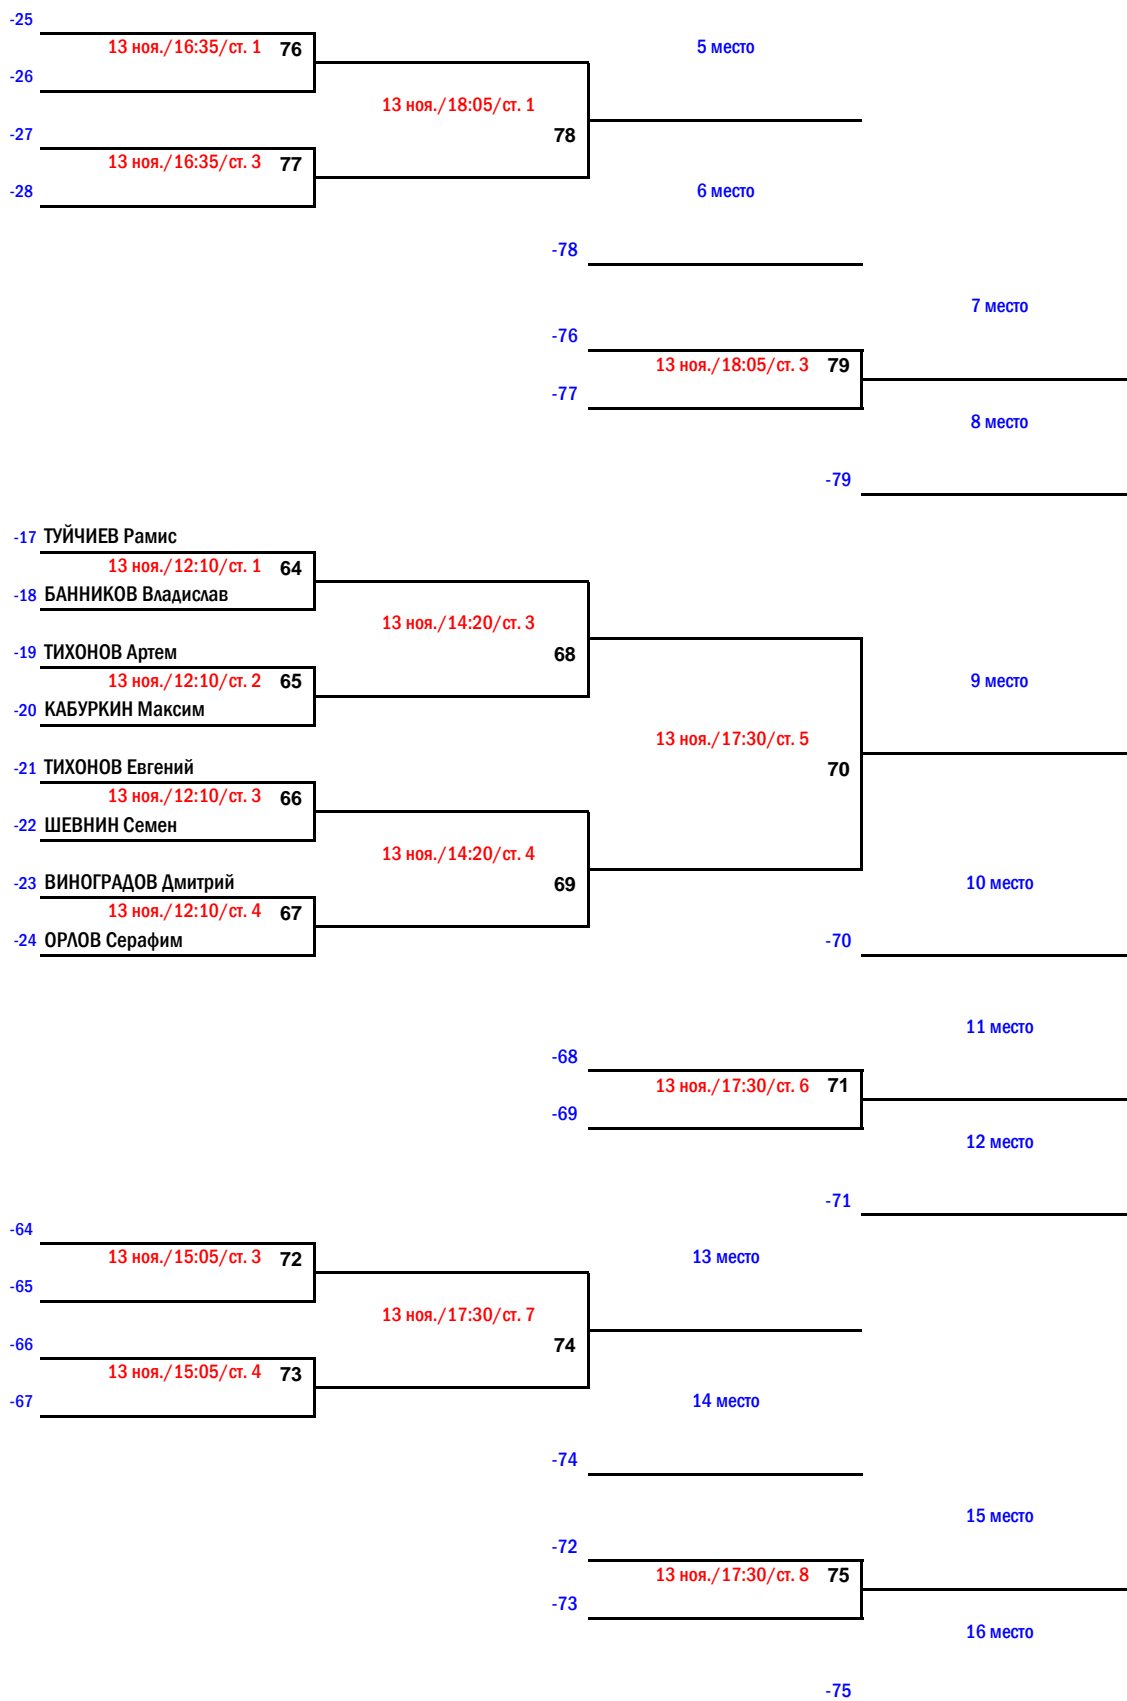 -25
13 ноя./16:35/ст. 1 76
5 место
-26
13 ноя./18:05/ст. 1
78
-27
13 ноя./16:35/ст. 3 77
-28
6 место
-78
7 место
-76
13 ноя./18:05/ст. 3 79
-77
8 место
-79
-17 ТУЙЧИЕВ Рамис
13 ноя./12:10/ст. 1 64
-18 БАННИКОВ Владислав
13 ноя./14:20/ст. 3
-19 ТИХОНОВ Артем
68
13 ноя./12:10/ст. 2 65
9 место
-20 КАБУРКИН Максим
13 ноя./17:30/ст. 5
-21 ТИХОНОВ Евгений
70
13 ноя./12:10/ст. 3 66
-22 ШЕВНИН Семен
13 ноя./14:20/ст. 4
-23 ВИНОГРАДОВ Дмитрий
69
10 место
13 ноя./12:10/ст. 4 67
-24 ОРЛОВ Серафим
-70
11 место
-68
13 ноя./17:30/ст. 6 71
-69
12 место
-71
-64
13 ноя./15:05/ст. 3 72
13 место
-65
13 ноя./17:30/ст. 7
-66
74
13 ноя./15:05/ст. 4 73
-67
14 место
-74
15 место
-72
13 ноя./17:30/ст. 8 75
-73
16 место
-75